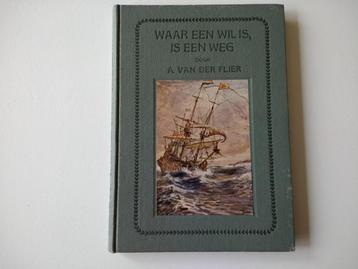 WAAR EEN WIL IS,
IS EEN WEG
DOOR
A. VAN DER FLIER